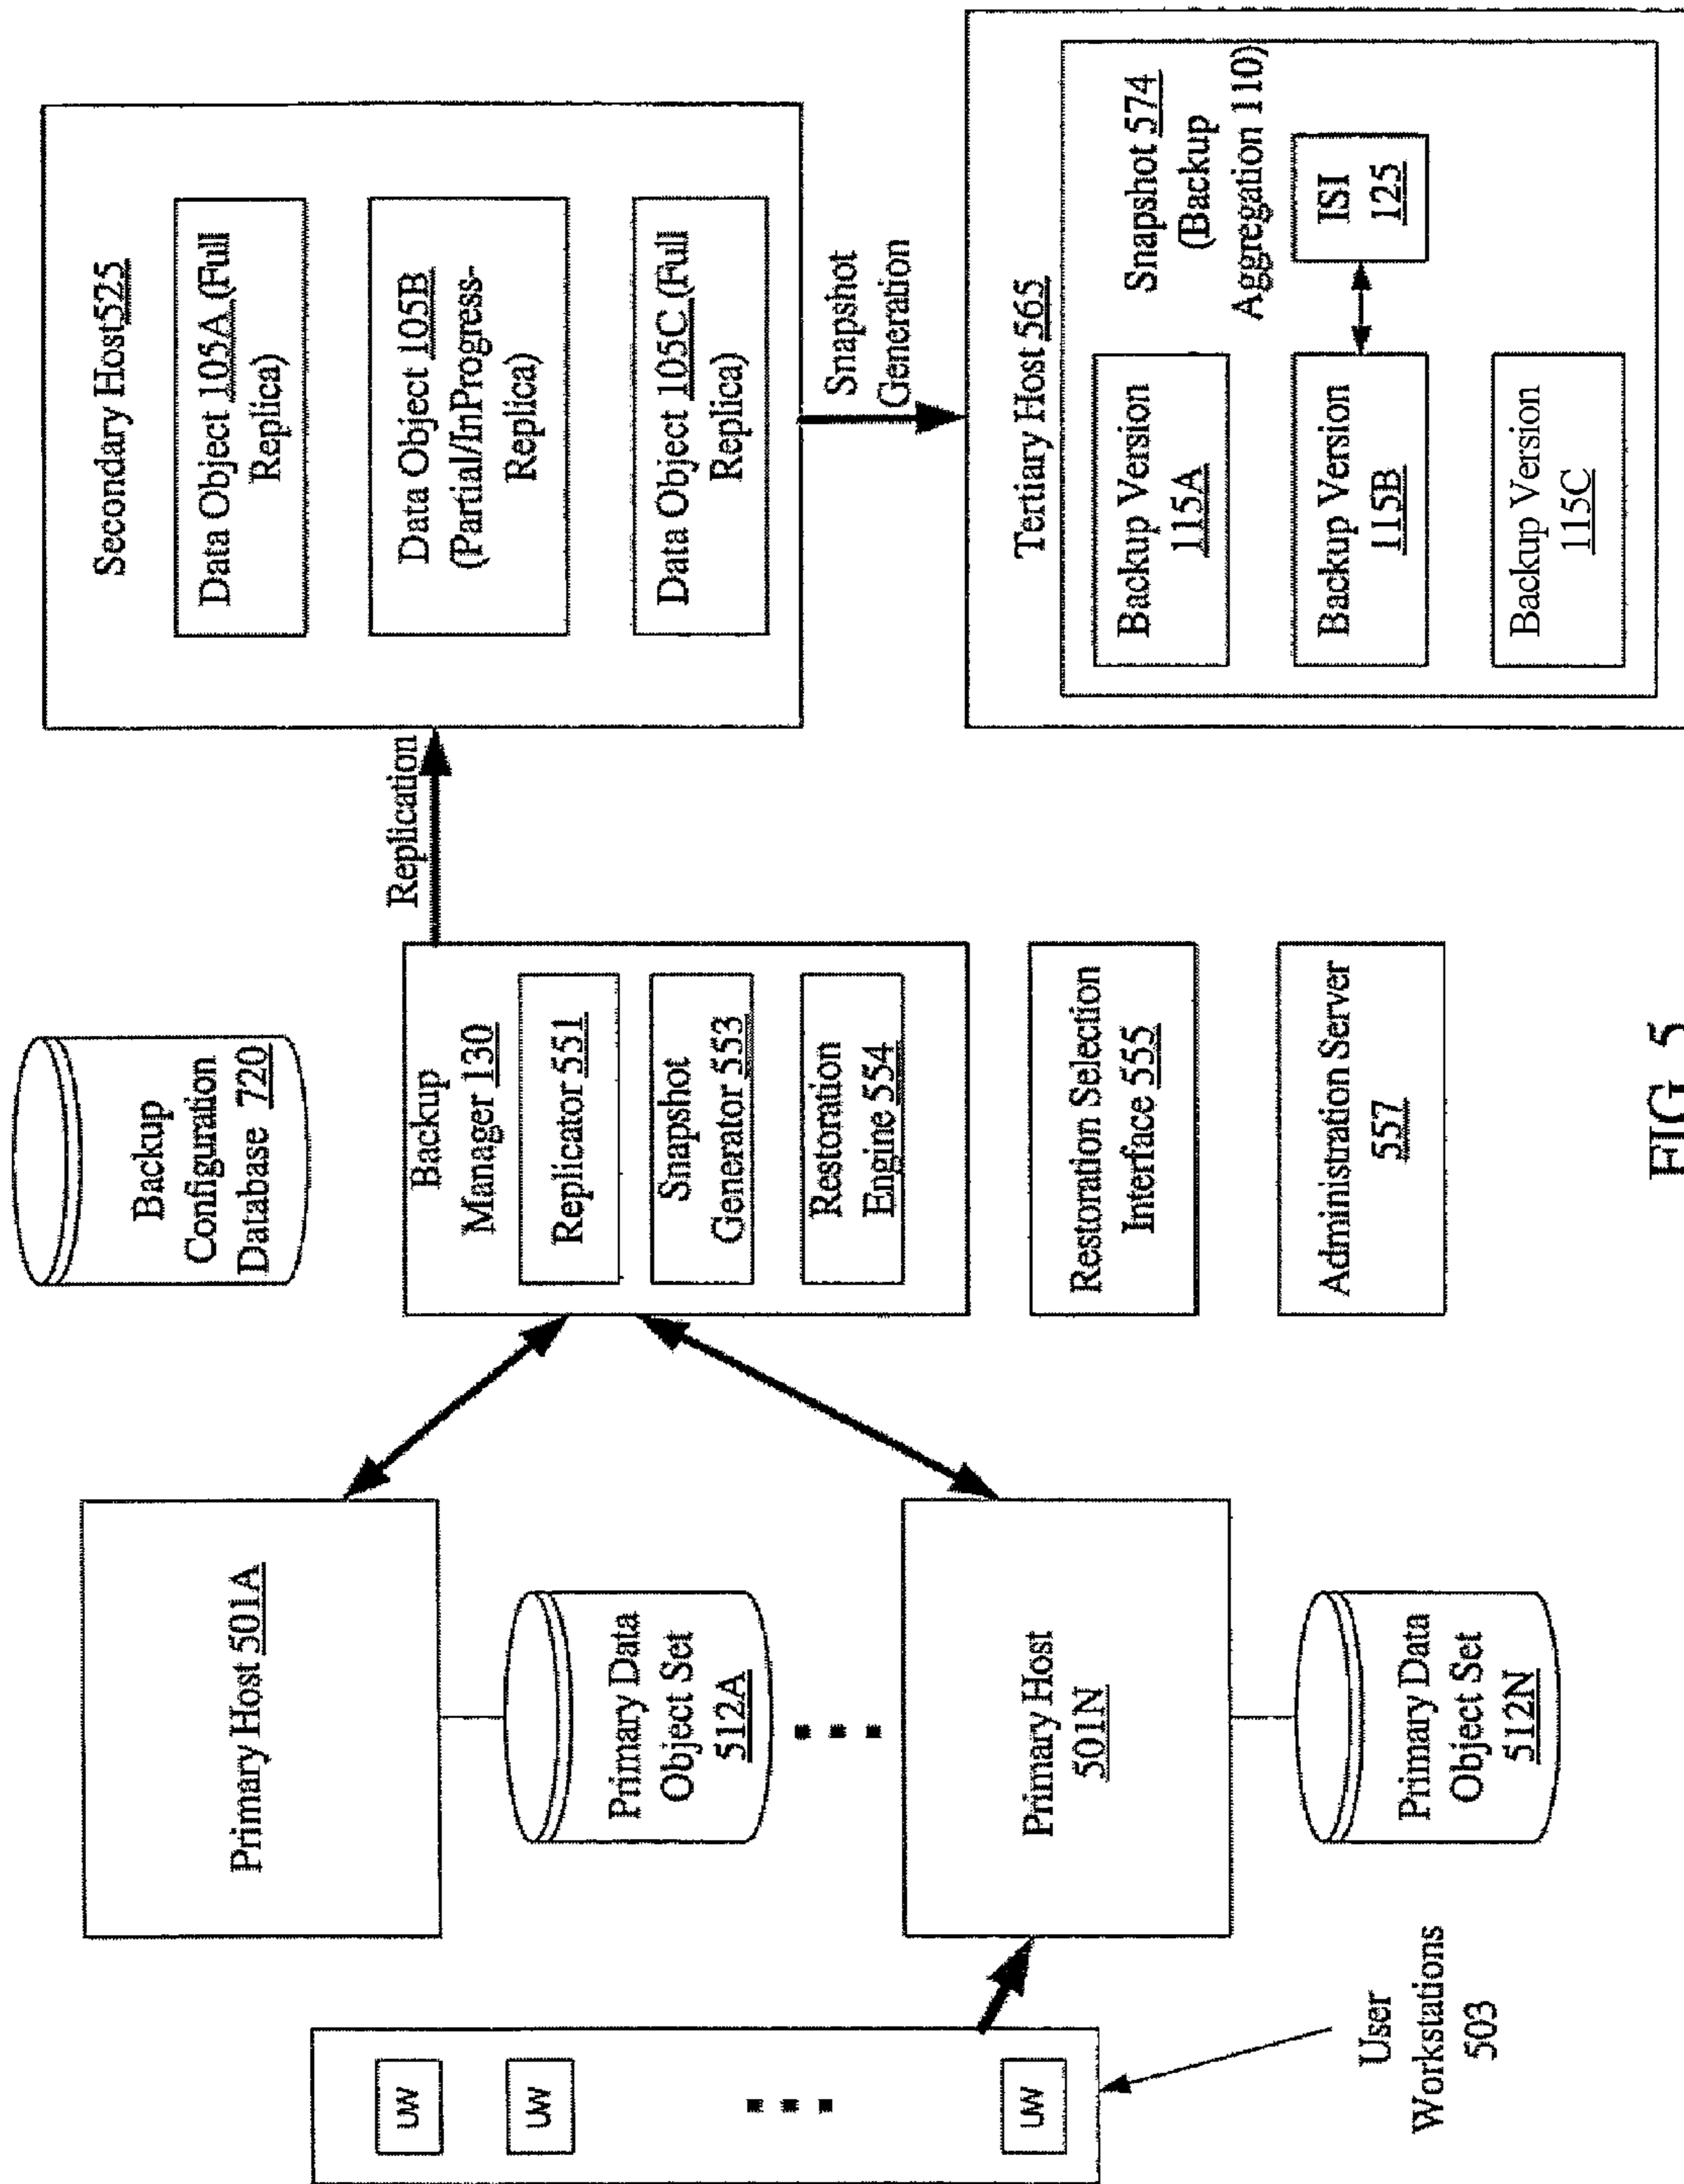 UW
UW
UW
User
Workstations
503
Primary Host 501A
Primary Data
Object Set
512A
Primary Host
501N
Primary Data
Object Set
512N
Backup
Configuration
Database 720
Backup
Manager 130
Replicator 551
Snapshot
Generator 553
Restoration
Engine 554
Restoration Selection
Interface 555
Administration Server
557
Replication
Secondary Host 525
Data Object 105A (Full
Replica)
Data Object 105B
(Partial/InProgress-
Replica)
Data Object 105C (Full
Replica)
Snapshot
Generation
Tertiary Host 565
Snapshot 574
(Backup
Aggregation 110)
Backup Version
115A
Backup Version
115B
ISI
125
Backup Version
115C
FIG. 5